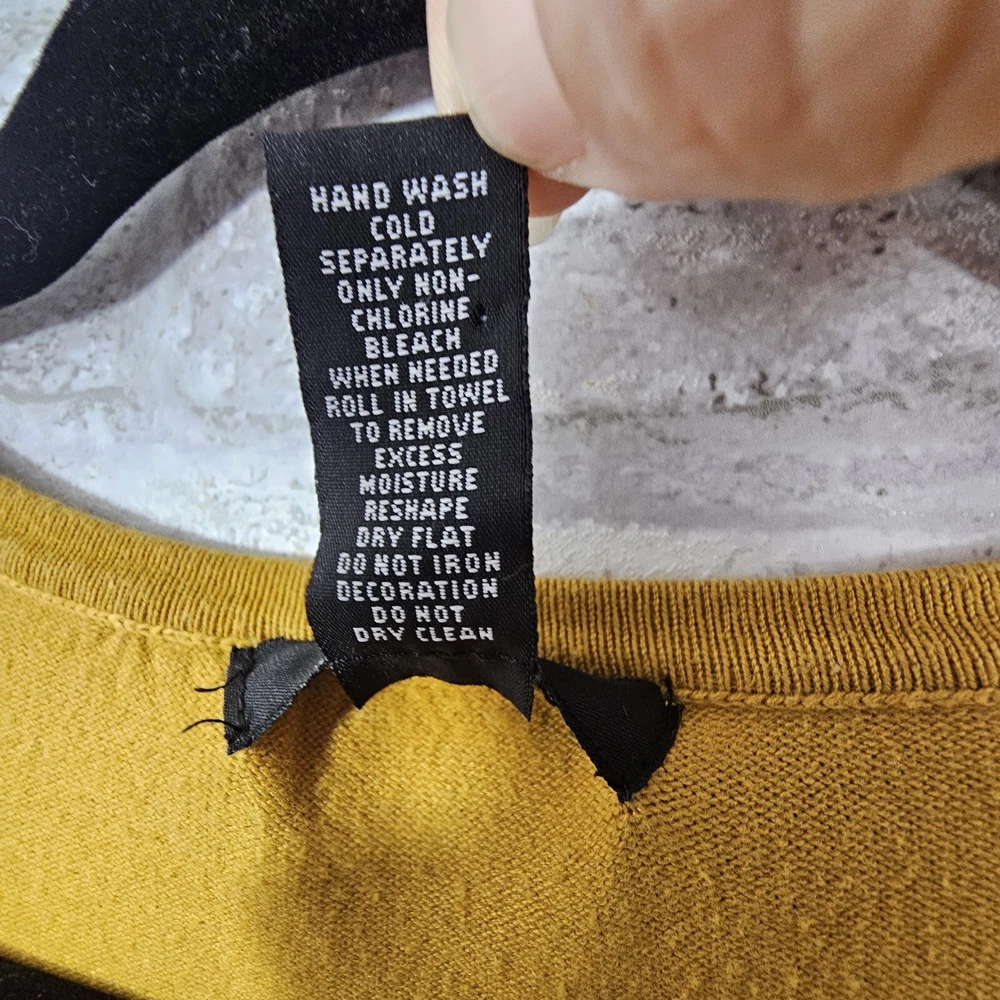 HAND WASH
COLD
SEPARATELY
ONLY NON-
CHLORINE
BLEACH
WHEN NEEDED
ROLL IN TOWEL
TO REMOVE
EXCESS
MOISTURE
RESHAPE
DRY FLAT
DO NOT IRON
DECORATION
DO NOT
DRY CLEAN